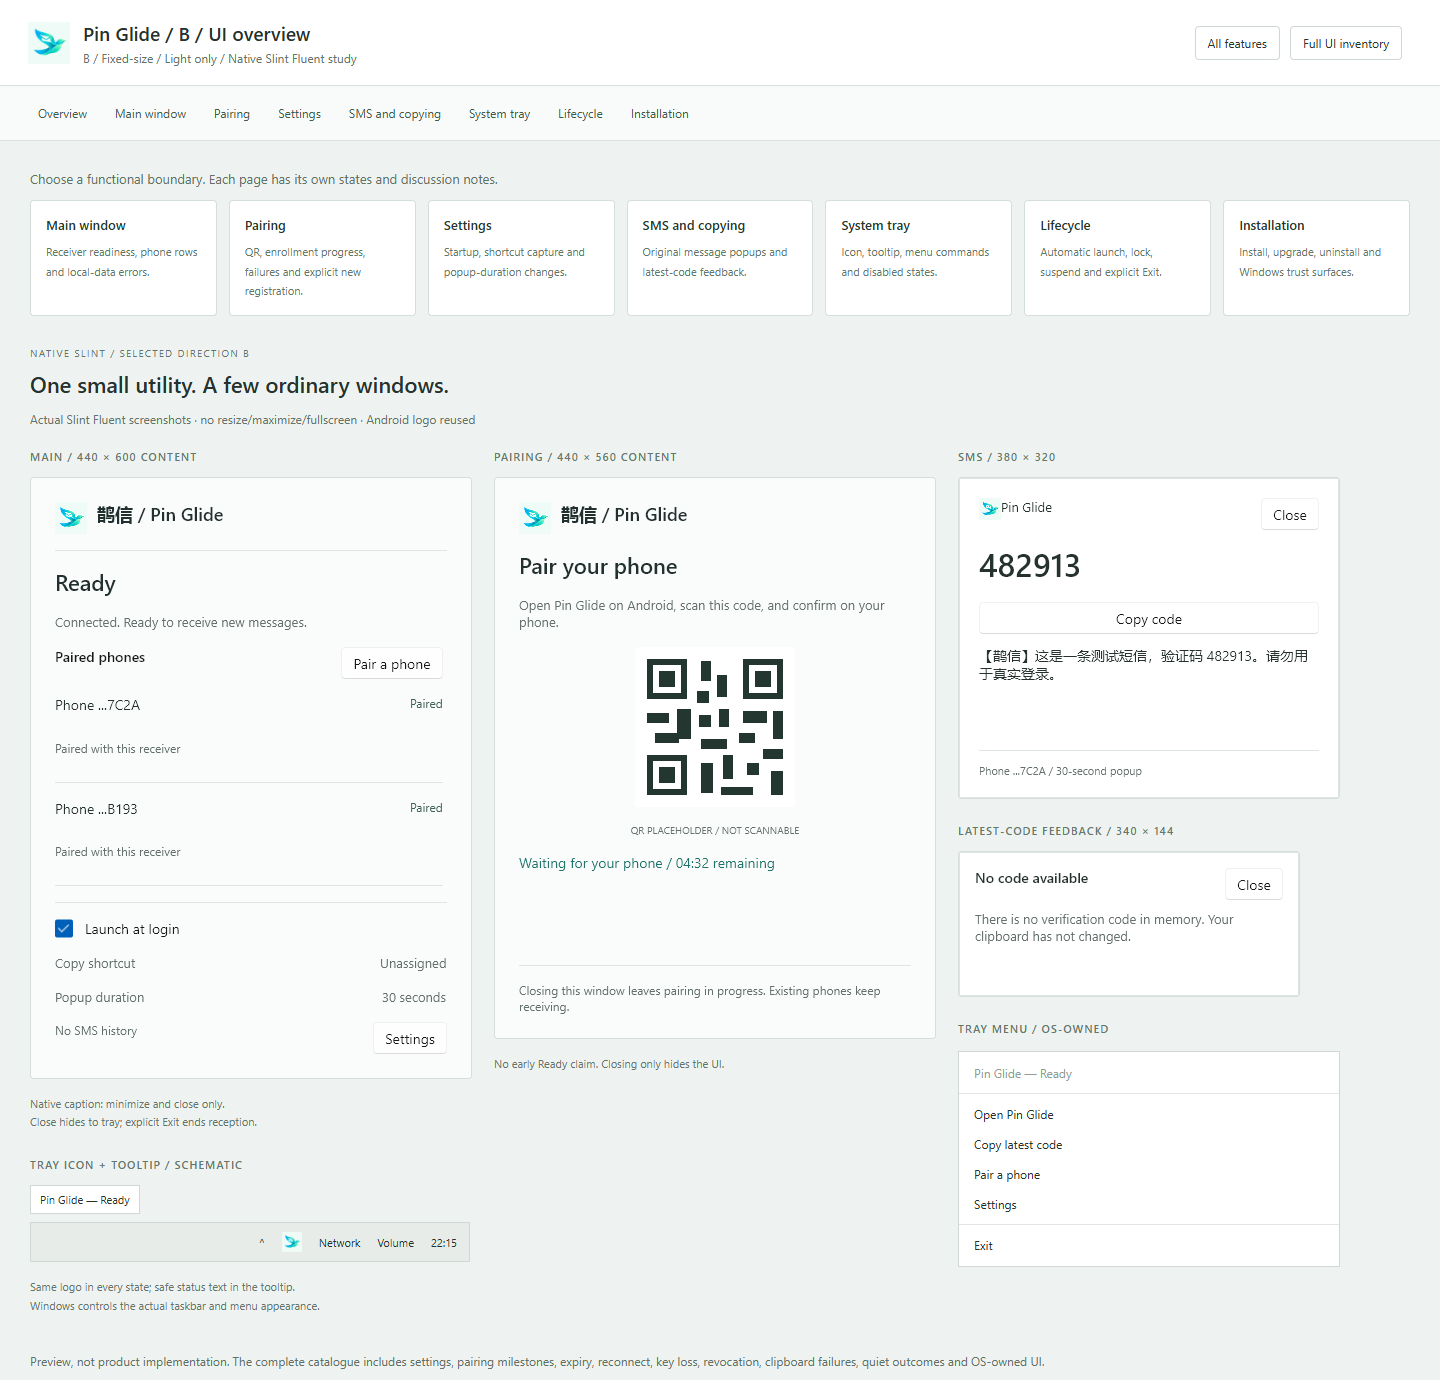 Pin Glide / B / UI overview
B / Fixed-size / Light only / Native Slint Fluent study
All features
Full UI inventory
Overview
Main window
Pairing
Settings
SMS and copying
System tray
Lifecycle
Installation
Choose a functional boundary. Each page has its own states and discussion notes.
Main window
Receiver readiness, phone rows
and local-data errors.
Pairing
QR, enrollment progress,
failures and explicit new
registration.
Settings
Startup, shortcut capture and
popup-duration changes.
SMS and copying
Original message popups and
latest-code feedback.
System tray
Icon, tooltip, menu commands
and disabled states.
Lifecycle
Automatic launch, lock,
suspend and explicit Exit.
Installation
Install, upgrade, uninstall and
Windows trust surfaces.
NATIVE SLINT / SELECTED DIRECTION B
One small utility. A few ordinary windows.
Actual Slint Fluent screenshots · no resize/maximize/fullscreen · Android logo reused
MAIN / 440 × 600 CONTENT
鹊信 / Pin Glide
Ready
Connected. Ready to receive new messages.
Paired phones
Pair a phone
Phone ...7C2A
Paired
Paired with this receiver
Phone ...B193
Paired
Paired with this receiver
Launch at login
Copy shortcut
Unassigned
Popup duration
30 seconds
No SMS history
Settings
Native caption: minimize and close only.
Close hides to tray; explicit Exit ends reception.
TRAY ICON + TOOLTIP / SCHEMATIC
Pin Glide — Ready
^
Network
Volume
22:15
Same logo in every state; safe status text in the tooltip.
Windows controls the actual taskbar and menu appearance.
PAIRING / 440 × 560 CONTENT
鹊信 / Pin Glide
Pair your phone
Open Pin Glide on Android, scan this code, and confirm on your
phone.
QR PLACEHOLDER / NOT SCANNABLE
Waiting for your phone / 04:32 remaining
Closing this window leaves pairing in progress. Existing phones keep
receiving.
No early Ready claim. Closing only hides the UI.
SMS / 380 × 320
Pin Glide
Close
482913
Copy code
【鹊信】这是一条测试短信，验证码 482913。请勿用
于真实登录。
Phone ...7C2A / 30-second popup
LATEST-CODE FEEDBACK / 340 × 144
No code available
Close
There is no verification code in memory. Your
clipboard has not changed.
TRAY MENU / OS-OWNED
Pin Glide — Ready
Open Pin Glide
Copy latest code
Pair a phone
Settings
Exit
Preview, not product implementation. The complete catalogue includes settings, pairing milestones, expiry, reconnect, key loss, revocation, clipboard failures, quiet outcomes and OS-owned UI.